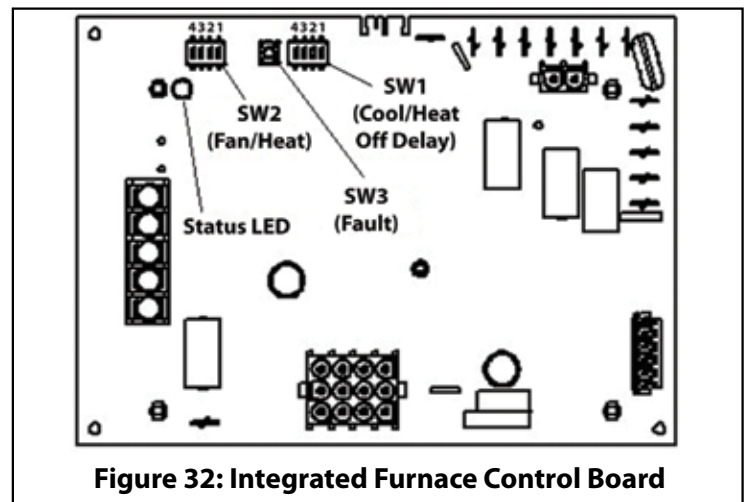 4321 4321
SW2
(Fan/Heat)
SW1
(Cool/Heat
Off Delay)
SW3
(Fault)
Status LED
Figure 32: Integrated Furnace Control Board